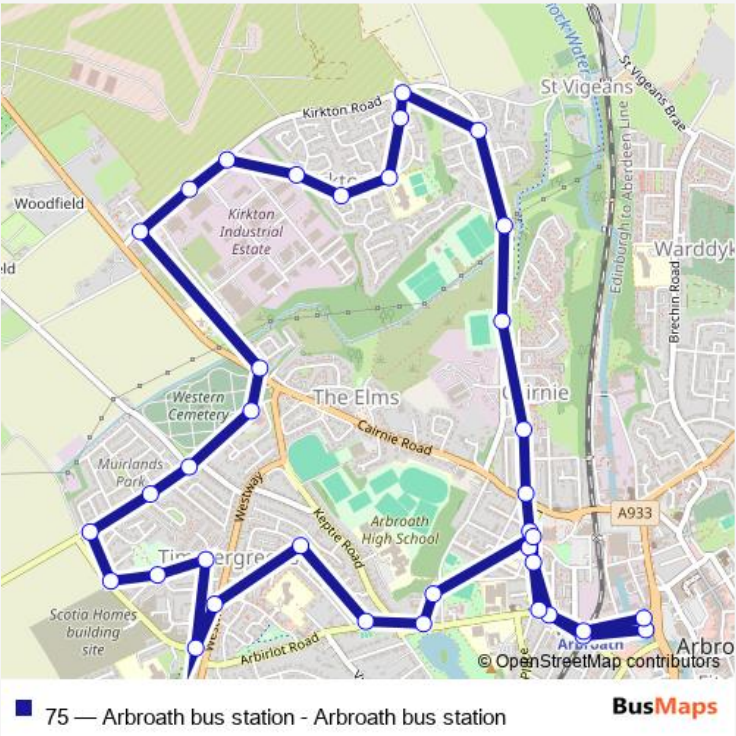 ock Water
St Vigeans
St Vigeans Brae
Kirkton Road
Edinburgh to Aberdeen Line
Woodfield
Kirkton
Industrial
Estate
Warddyk
Brechin Road
The Elms
Cairnie Road
Western
Cemetery
Muirlands
Park
Westway
Keptie Road
Arbroath
High School
A933
Scotia Homes
building
site
Arbirlot Road
Arbroath
Arbro
© OpenStreetMap contributors
75 — Arbroath bus station - Arbroath bus station
BusMaps